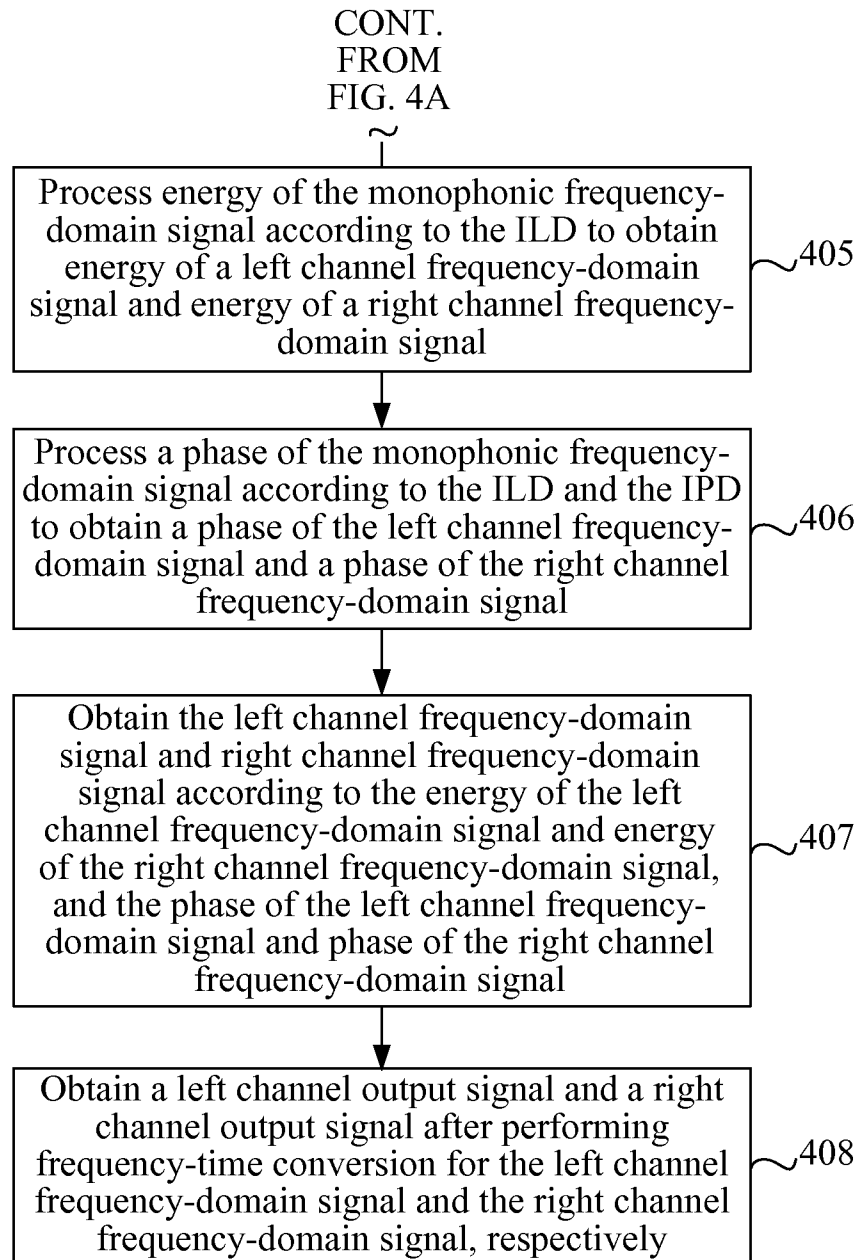 CONT.
FROM
FIG. 4A
Process energy of the monophonic frequency-
domain signal according to the ILD to obtain
energy of a left channel frequency-domain
signal and energy of a right channel frequency-
domain signal
405
Process a phase of the monophonic frequency-
domain signal according to the ILD and the IPD
to obtain a phase of the left channel frequency-
domain signal and a phase of the right channel
frequency-domain signal
406
Obtain the left channel frequency-domain
signal and right channel frequency-domain
signal according to the energy of the left
channel frequency-domain signal and energy
of the right channel frequency-domain signal,
and the phase of the left channel frequency-
domain signal and phase of the right channel
frequency-domain signal
407
Obtain a left channel output signal and a right
channel output signal after performing
frequency-time conversion for the left channel
frequency-domain signal and the right channel
frequency-domain signal, respectively
408